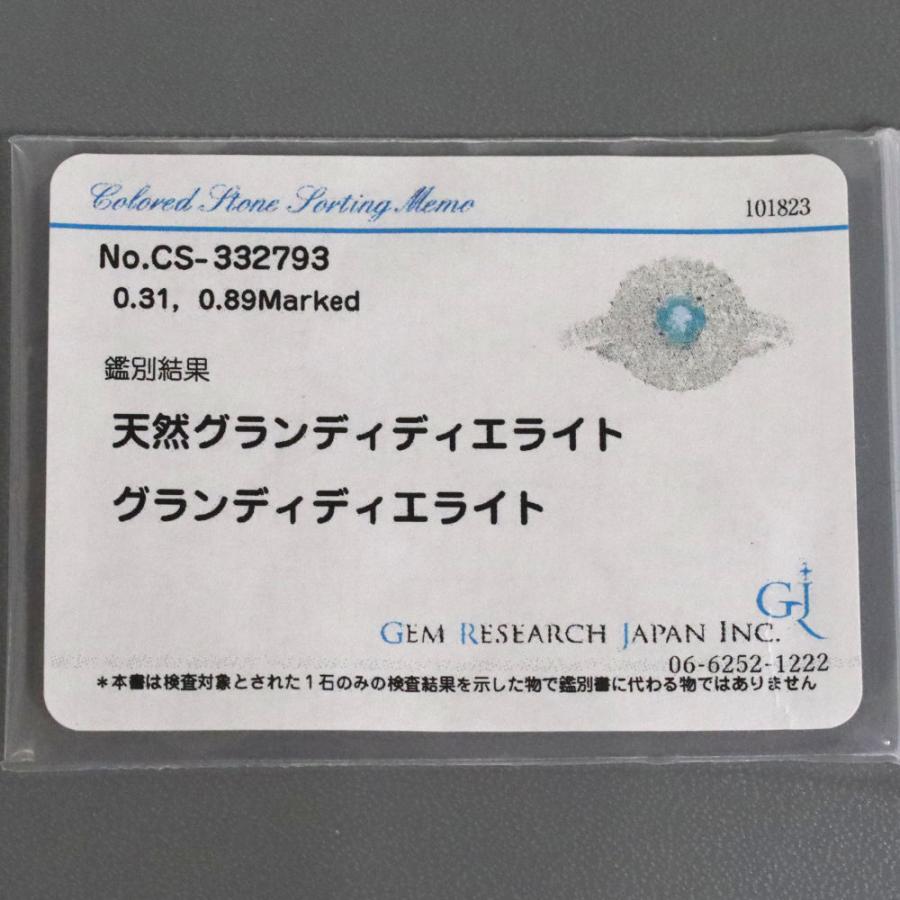 Colored Stone Sorting Memo
101823
No.CS-332793
0.31, 0.89Marked
鑑別結果
天然グランディディエライト
グランディディエライト
GJ
GEM RESEARCH JAPAN INC.
06-6252-1222
*本書は検査対象とされた1石のみの検査結果を示した物で鑑別書に代わる物ではありません